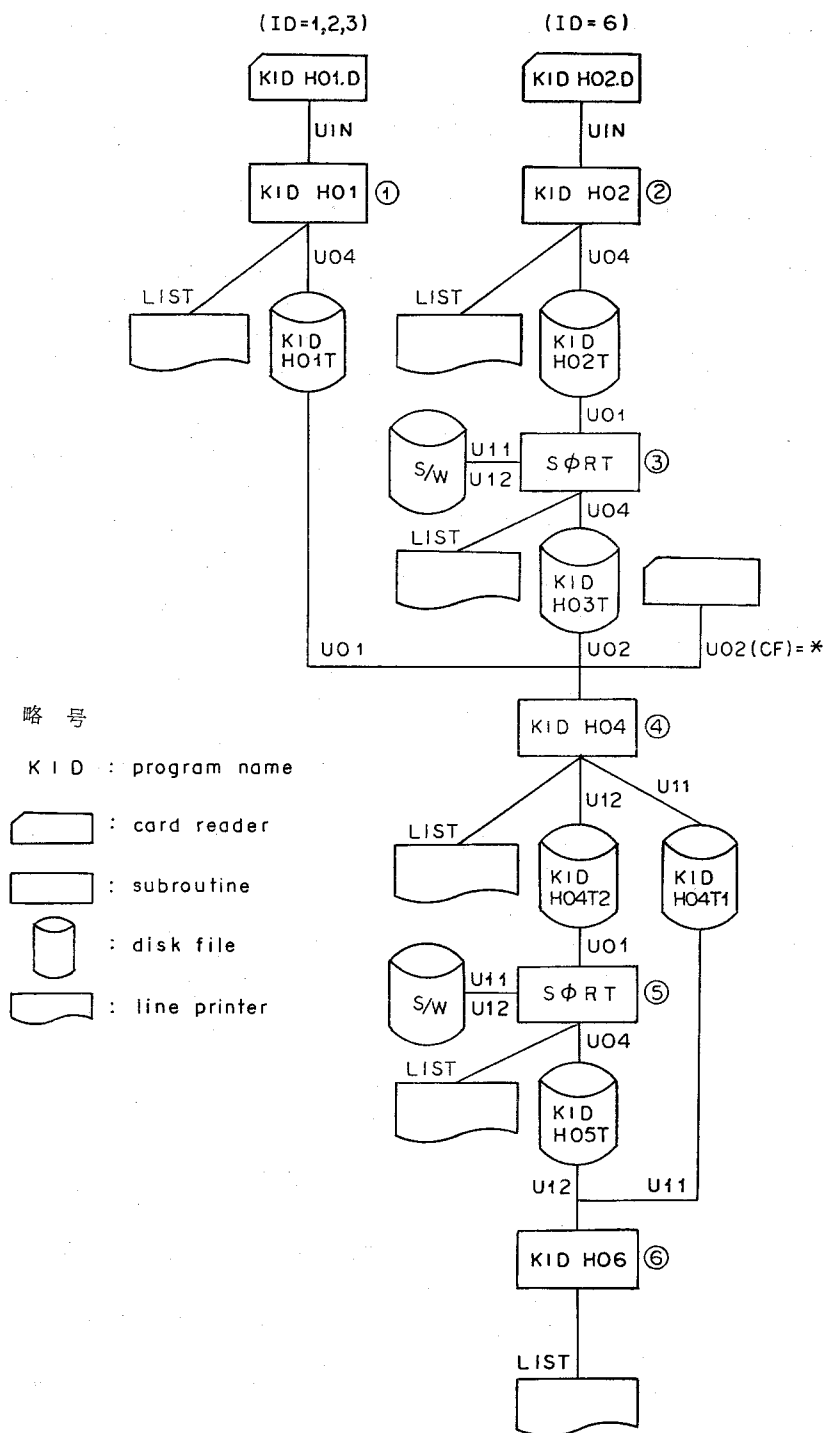 (ID=1,2,3)
(ID=6)
KID H01.D
KID H02.D
UIN
UIN
KID H01 ①
KID H02 ②
U04
U04
LIST
LIST
KID
H01T
KID
H02T
U01
S/W
U11
U12
SΦRT ③
U04
LIST
KID
H03T
U01
U02
U02(CF)=*
KID H04 ④
U12
U11
LIST
KID
H04T2
KID
H04T1
U01
S/W
U11
U12
SΦRT ⑤
U04
LIST
KID
H05T
U12
U11
KID H06 ⑥
LIST
略 号
KID : program name
: card reader
: subroutine
: disk file
: line printer